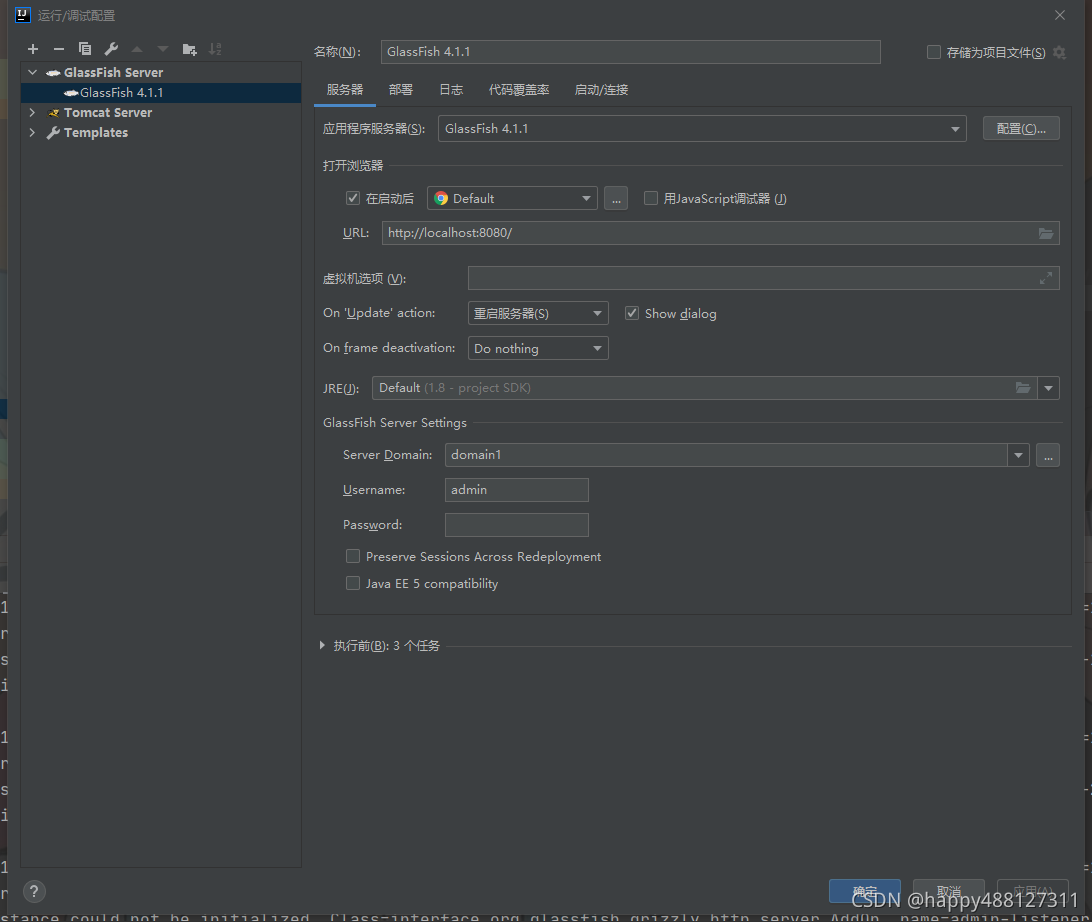 运行/调试配置
名称(N):
GlassFish 4.1.1
存储为项目文件(S)
GlassFish Server
GlassFish 4.1.1
Tomcat Server
Templates
服务器 部署 日志 代码覆盖率 启动/连接
应用程序服务器(S): GlassFish 4.1.1 配置(C)...
打开浏览器
在启动后 Default ... 用JavaScript调试器 (J)
URL: http://localhost:8080/
虚拟机选项 (V):
On 'Update' action: 重启服务器(S) Show dialog
On frame deactivation: Do nothing
JRE(J): Default (1.8 - project SDK)
GlassFish Server Settings
Server Domain: domain1 ...
Username: admin
Password:
Preserve Sessions Across Redeployment
Java EE 5 compatibility
执行前(B): 3 个任务
?
确定 取消 应用(A)
CSDN @happy488127311
stance could not be initialized. Class=interface org.glassfish.grizzly.http.server.AddOn, name=admin-listener